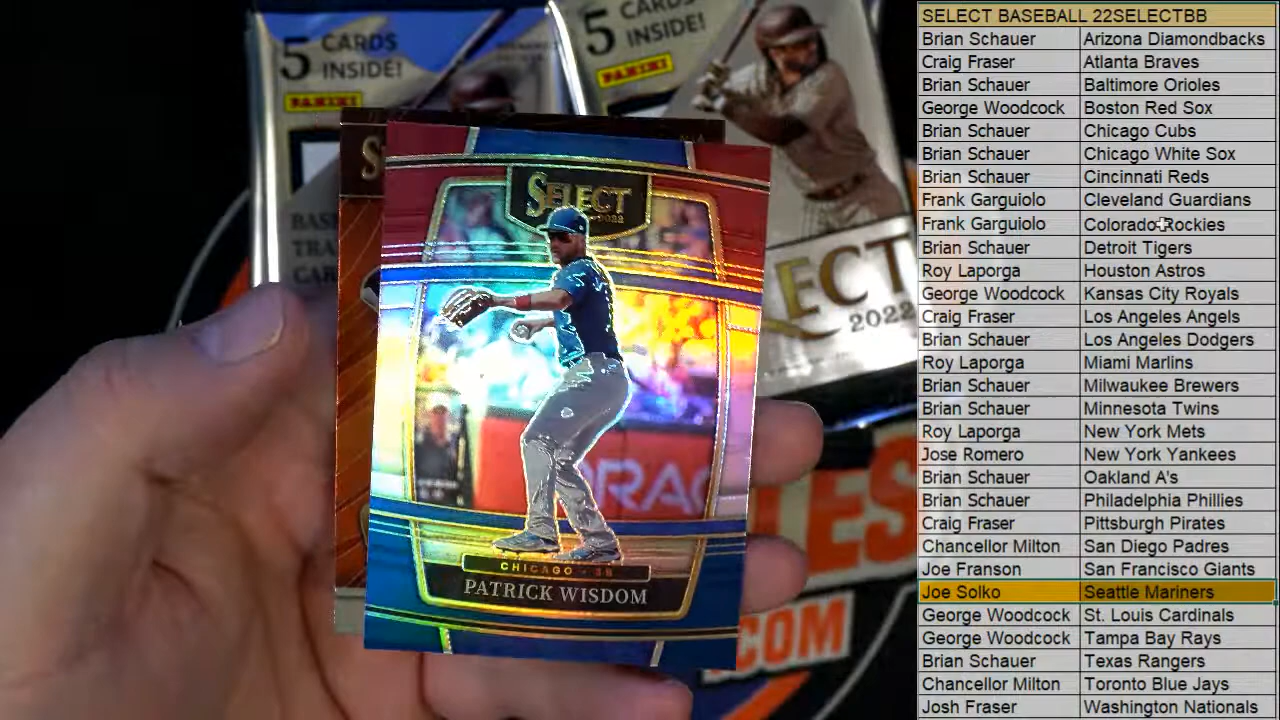 5 CARDS
INSIDE!
PANINI
5 CARDS
INSIDE!
PANINI
SELECT
2022
CHICAGO - 3B
PATRICK WISDOM
ORAC
ECT
2022
.COM
SELECT BASEBALL 22SELECTBB
Brian Schauer Arizona Diamondbacks
Craig Fraser Atlanta Braves
Brian Schauer Baltimore Orioles
George Woodcock Boston Red Sox
Brian Schauer Chicago Cubs
Brian Schauer Chicago White Sox
Brian Schauer Cincinnati Reds
Frank Garguiolo Cleveland Guardians
Frank Garguiolo Colorado Rockies
Brian Schauer Detroit Tigers
Roy Laporga Houston Astros
George Woodcock Kansas City Royals
Craig Fraser Los Angeles Angels
Brian Schauer Los Angeles Dodgers
Roy Laporga Miami Marlins
Brian Schauer Milwaukee Brewers
Brian Schauer Minnesota Twins
Roy Laporga New York Mets
Jose Romero New York Yankees
Brian Schauer Oakland A's
Brian Schauer Philadelphia Phillies
Craig Fraser Pittsburgh Pirates
Chancellor Milton San Diego Padres
Joe Franson San Francisco Giants
Joe Solko Seattle Mariners
George Woodcock St. Louis Cardinals
George Woodcock Tampa Bay Rays
Brian Schauer Texas Rangers
Chancellor Milton Toronto Blue Jays
Josh Fraser Washington Nationals